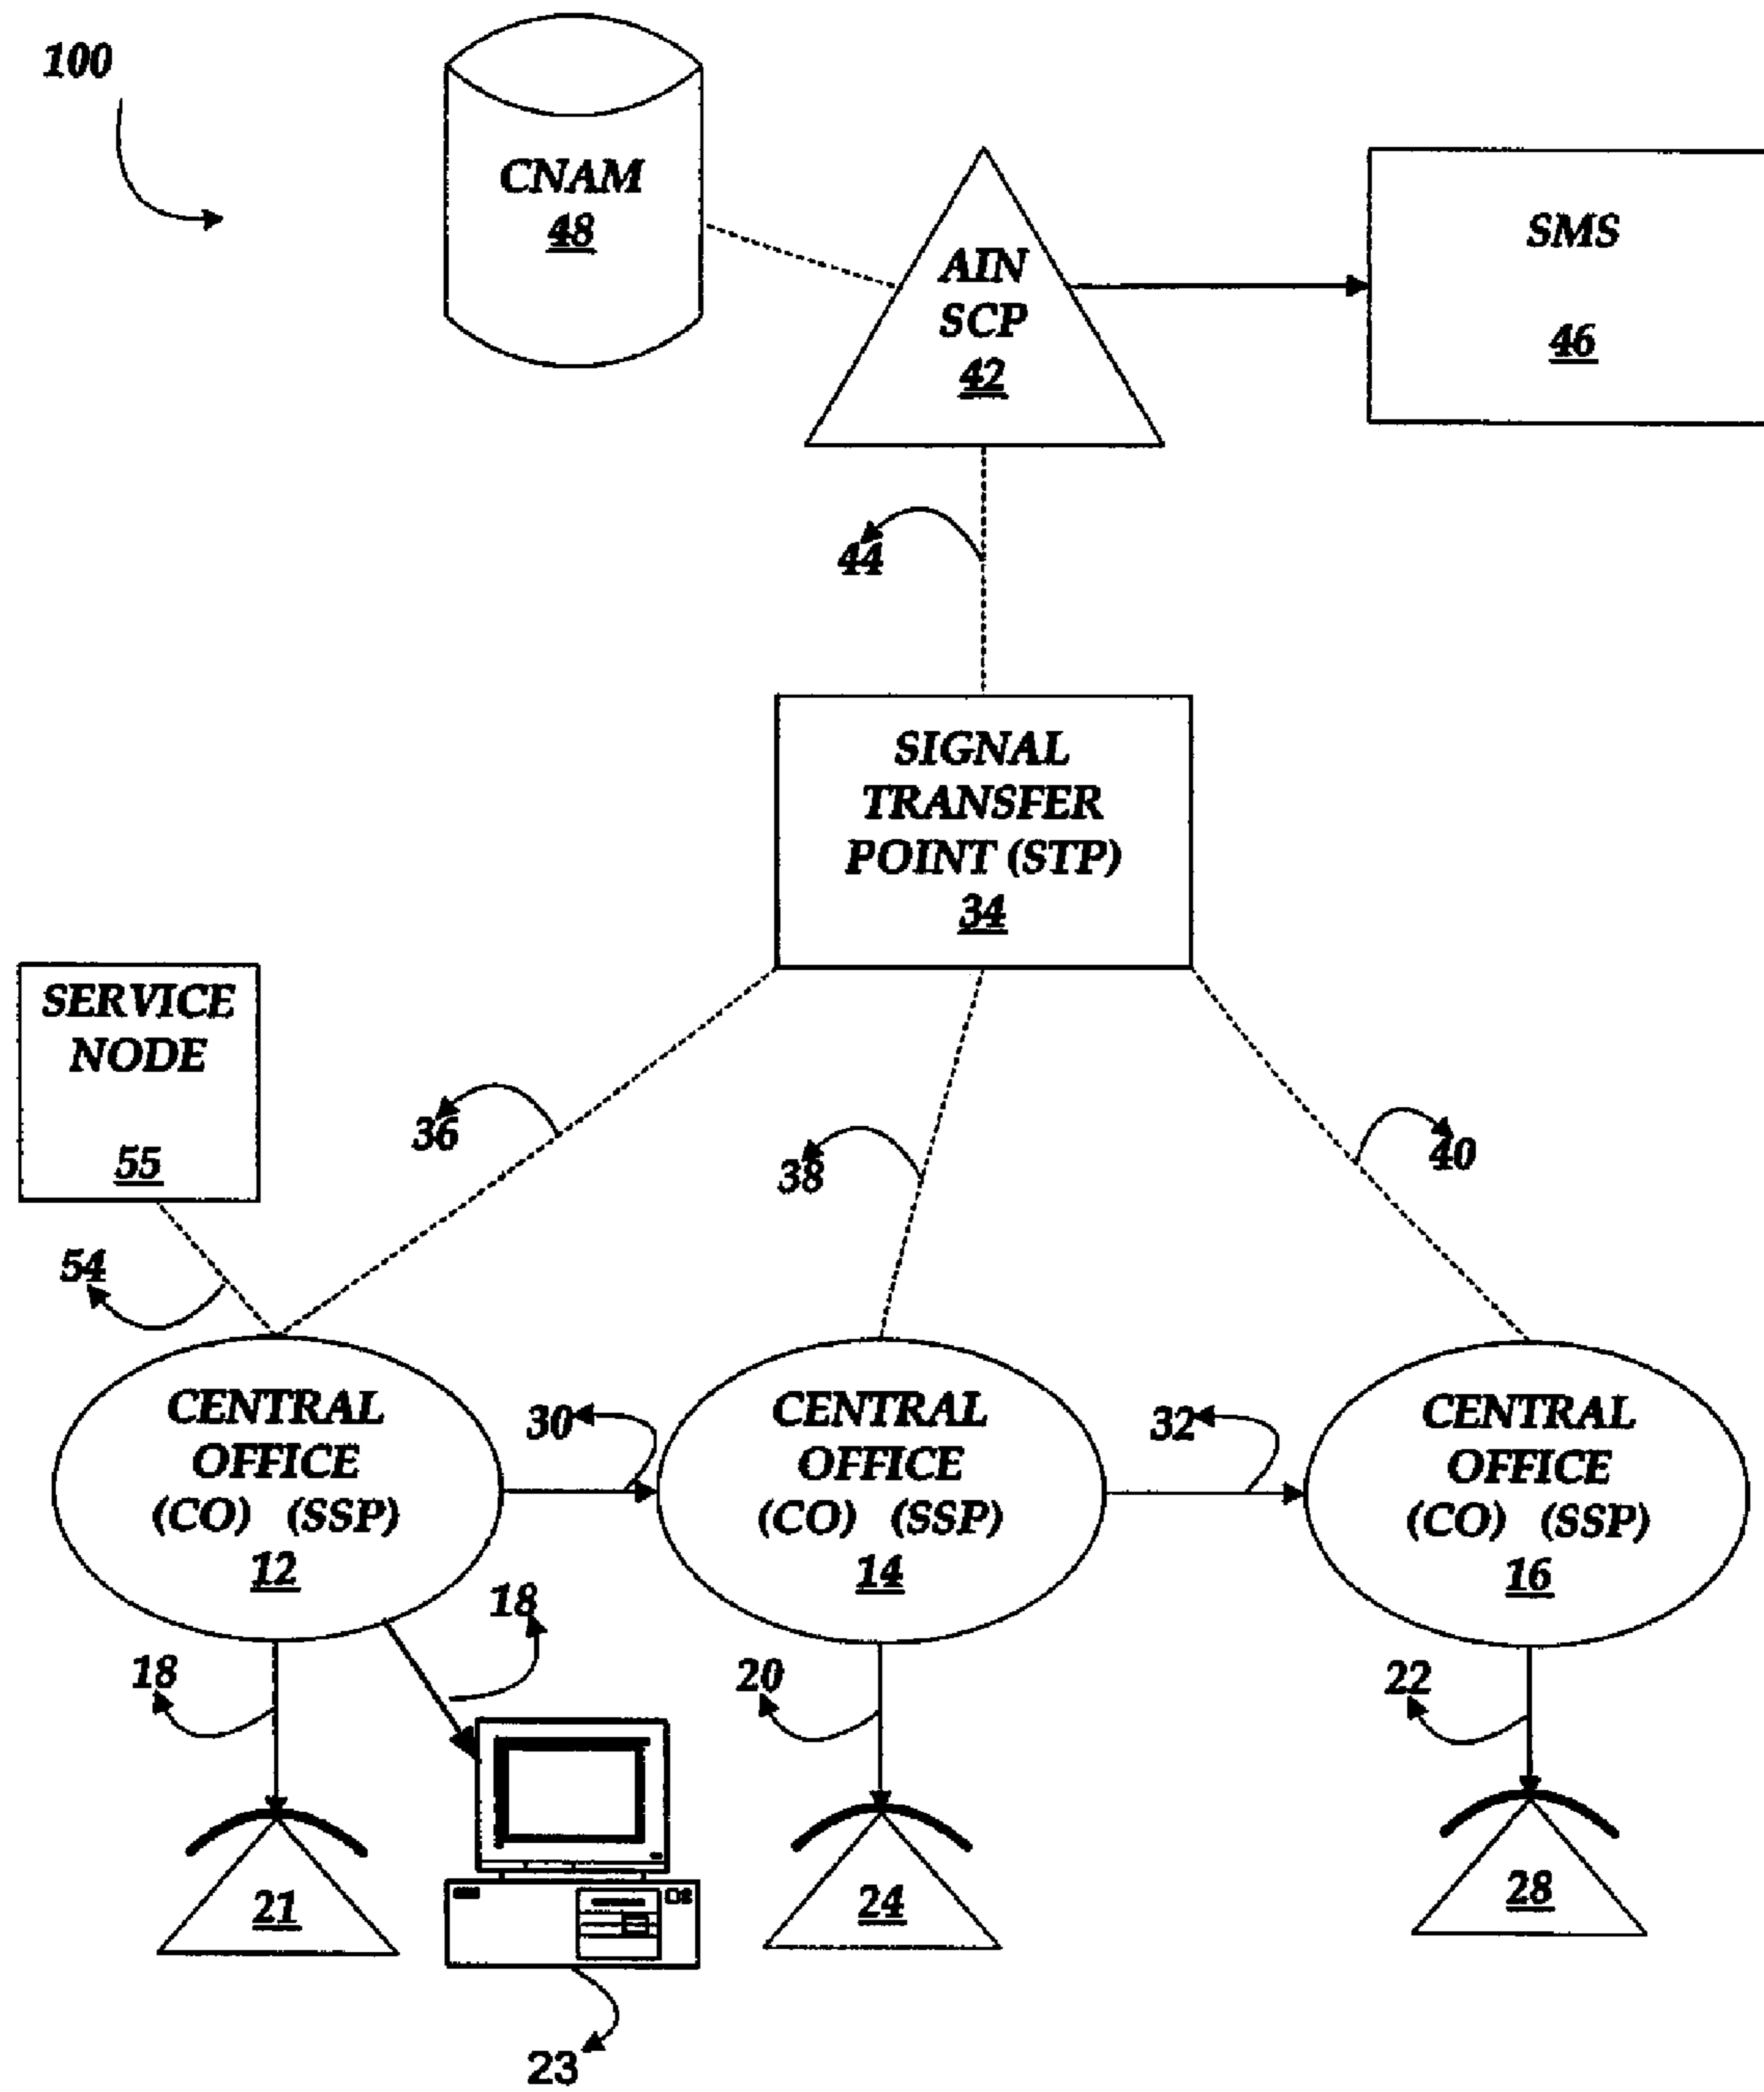 100
CNAM
48
AIN
SCP
42
SMS
46
44
SIGNAL
TRANSFER
POINT (STP)
34
SERVICE
NODE
55
36
38
40
54
CENTRAL
OFFICE
(CO) (SSP)
12
30
CENTRAL
OFFICE
(CO) (SSP)
14
32
CENTRAL
OFFICE
(CO) (SSP)
16
18
18
20
22
21
23
24
28